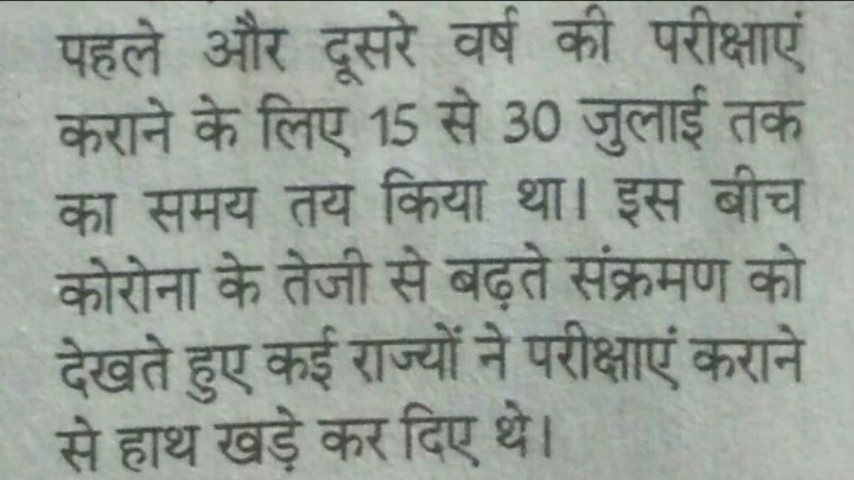 पहले और दूसरे वर्ष की परीक्षाएं
कराने के लिए 15 से 30 जुलाई तक
का समय तय किया था। इस बीच
कोरोना के तेजी से बढ़ते संक्रमण को
देखते हुए कई राज्यों ने परीक्षाएं कराने
से हाथ खड़े कर दिए थे।